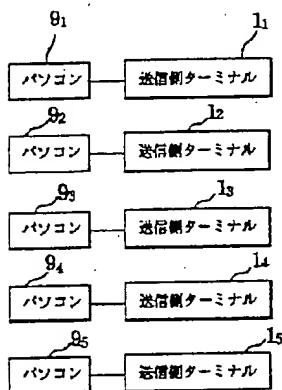 9₁ 1₁
パソコン 送信側ターミナル
9₂ 1₂
パソコン 送信側ターミナル
9₃ 1₃
パソコン 送信側ターミナル
9₄ 1₄
パソコン 送信側ターミナル
9₅ 1₅
パソコン 送信側ターミナル